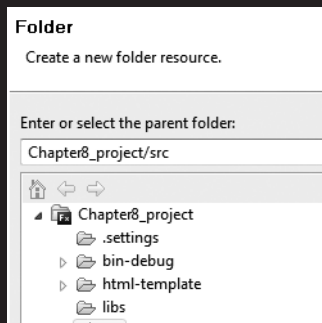 Folder
Create a new folder resource.
Enter or select the parent folder:
Chapter8_project/src
Fx Chapter8_project
.settings
bin-debug
html-template
libs